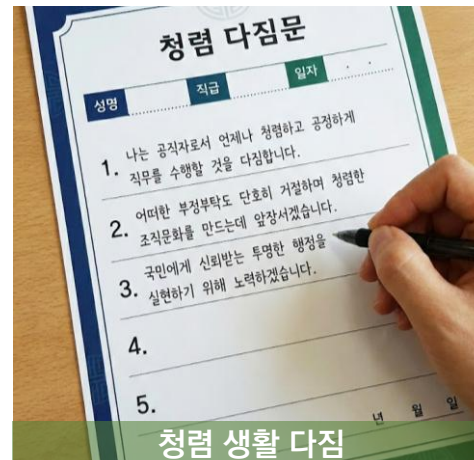 청렴 다짐문
성명 직급 일자 . .
1. 나는 공직자로서 언제나 청렴하고 공정하게
직무를 수행할 것을 다짐합니다.
2. 어떠한 부정부탁도 단호히 거절하며 청렴한
조직문화를 만드는데 앞장서겠습니다.
3. 국민에게 신뢰받는 투명한 행정을
실현하기 위해 노력하겠습니다.
4.
5.
년 월 일
청렴 생활 다짐